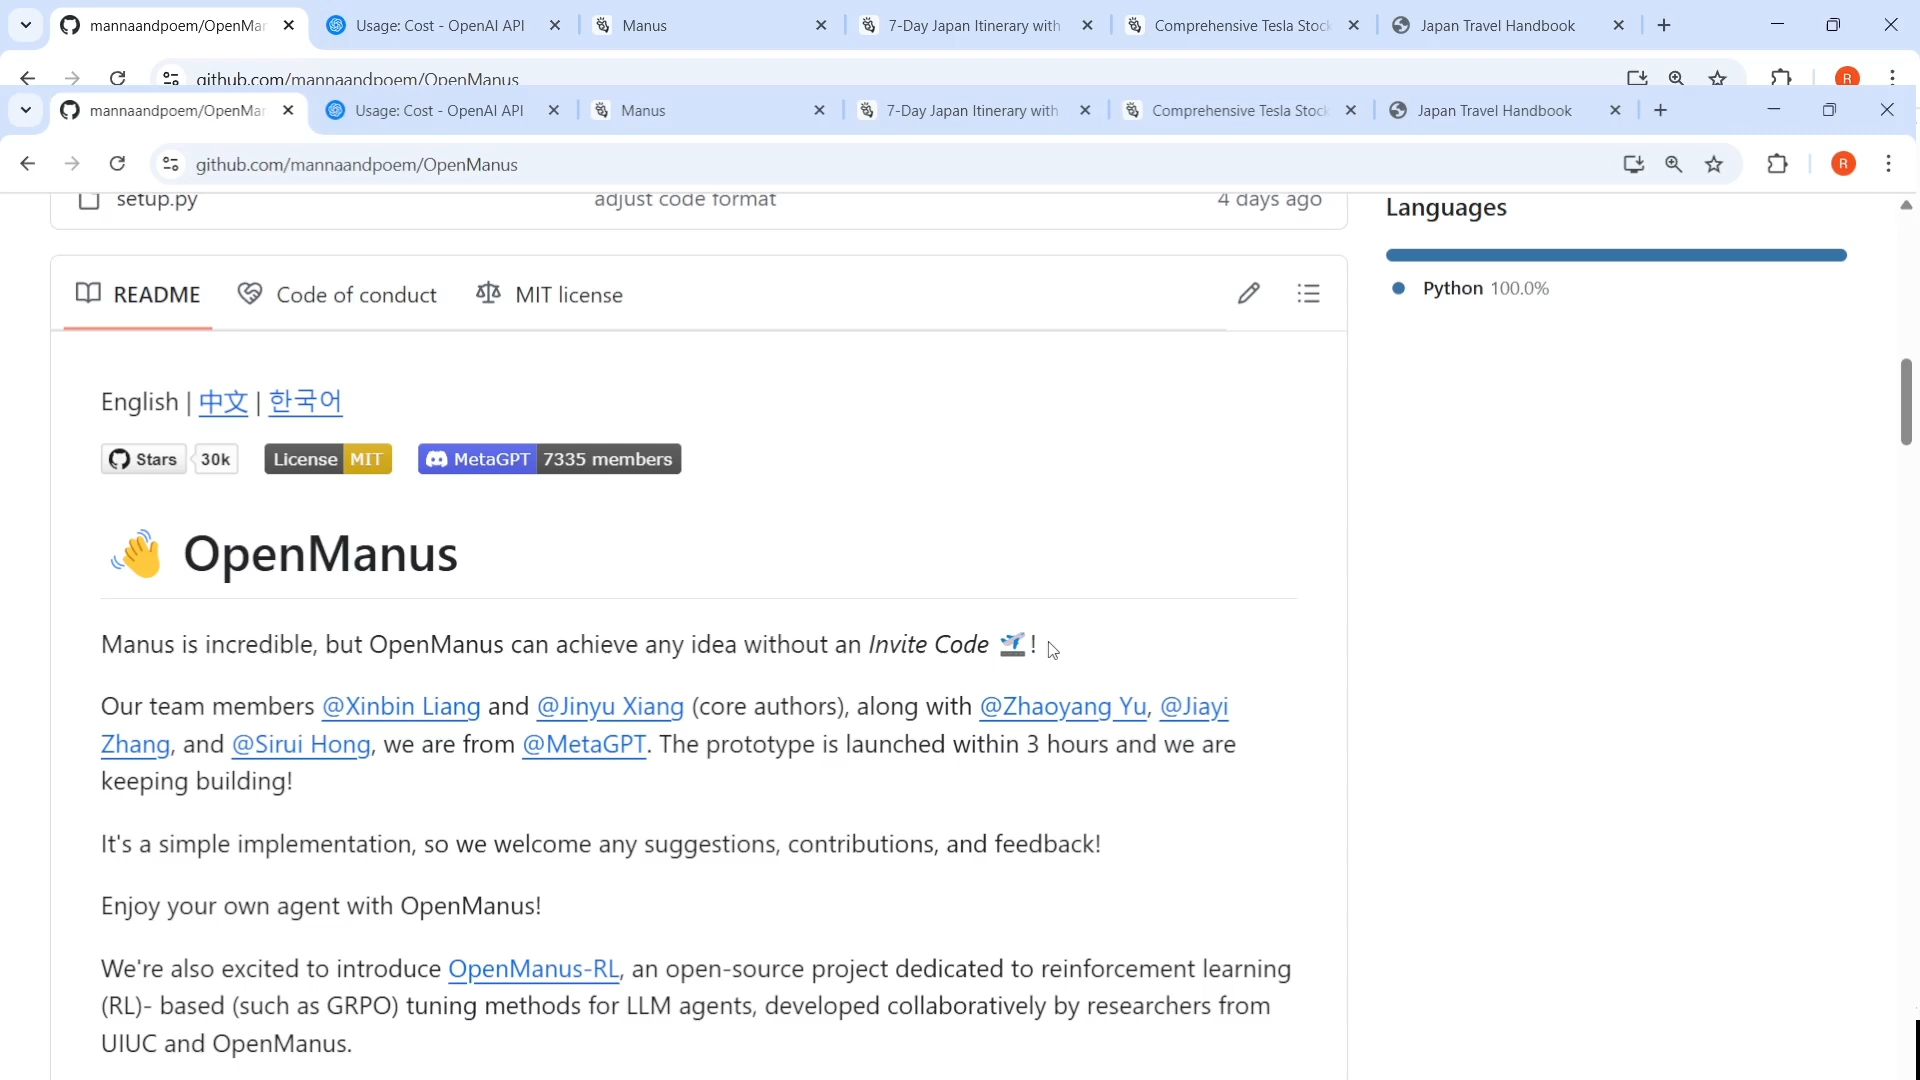 mannaandpoem/OpenMar
Usage: Cost - OpenAI API
Manus
7-Day Japan Itinerary with
Comprehensive Tesla Stock
Japan Travel Handbook
github.com/mannaandpoem/OpenManus
R
mannaandpoem/OpenMar
Usage: Cost - OpenAI API
Manus
7-Day Japan Itinerary with
Comprehensive Tesla Stock
Japan Travel Handbook
github.com/mannaandpoem/OpenManus
R
setup.py
adjust code format
4 days ago
Languages
Python 100.0%
README
Code of conduct
MIT license
English | 中文 | 한국어
Stars 30k
License MIT
MetaGPT 7335 members
👋 OpenManus
Manus is incredible, but OpenManus can achieve any idea without an Invite Code 🛫!
Our team members @Xinbin Liang and @Jinyu Xiang (core authors), along with @Zhaoyang Yu, @Jiayi
Zhang, and @Sirui Hong, we are from @MetaGPT. The prototype is launched within 3 hours and we are
keeping building!
It's a simple implementation, so we welcome any suggestions, contributions, and feedback!
Enjoy your own agent with OpenManus!
We're also excited to introduce OpenManus-RL, an open-source project dedicated to reinforcement learning
(RL)- based (such as GRPO) tuning methods for LLM agents, developed collaboratively by researchers from
UIUC and OpenManus.